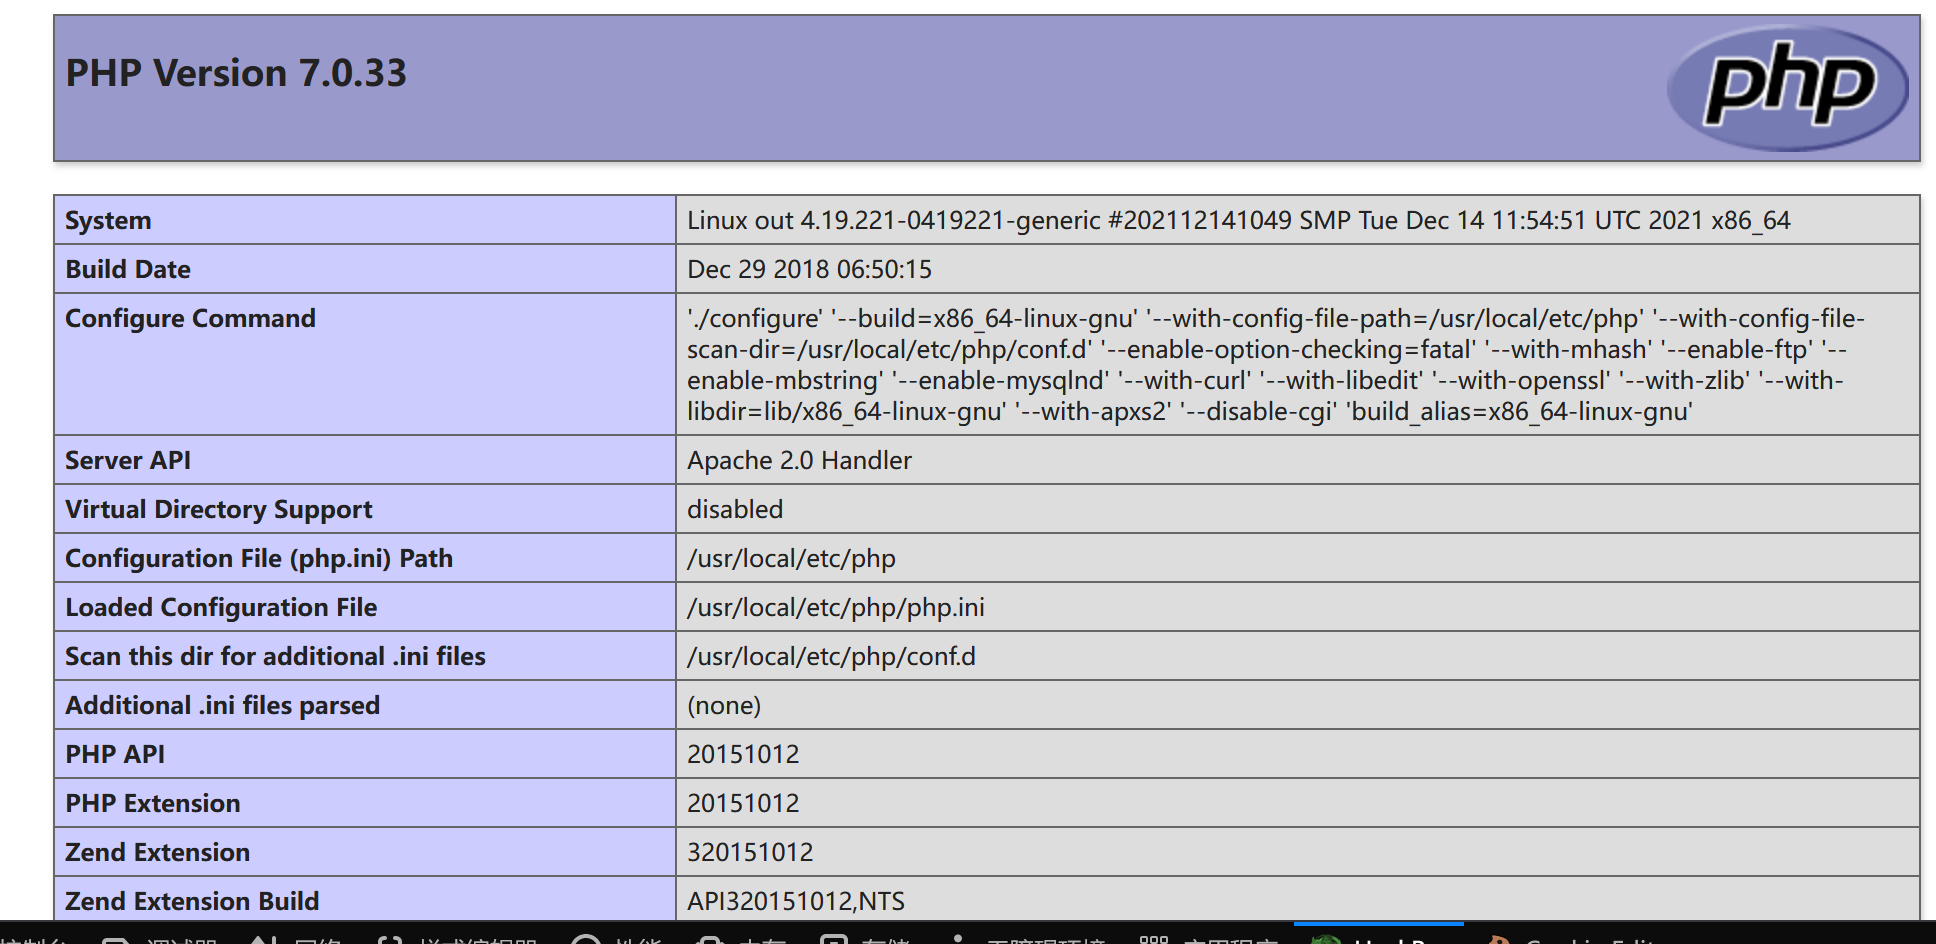 PHP Version 7.0.33
php
System Linux out 4.19.221-0419221-generic #202112141049 SMP Tue Dec 14 11:54:51 UTC 2021 x86_64
Build Date Dec 29 2018 06:50:15
Configure Command './configure' '--build=x86_64-linux-gnu' '--with-config-file-path=/usr/local/etc/php' '--with-config-file-
scan-dir=/usr/local/etc/php/conf.d' '--enable-option-checking=fatal' '--with-mhash' '--enable-ftp' '--
enable-mbstring' '--enable-mysqlnd' '--with-curl' '--with-libedit' '--with-openssl' '--with-zlib' '--with-
libdir=lib/x86_64-linux-gnu' '--with-apxs2' '--disable-cgi' 'build_alias=x86_64-linux-gnu'
Server API Apache 2.0 Handler
Virtual Directory Support disabled
Configuration File (php.ini) Path /usr/local/etc/php
Loaded Configuration File /usr/local/etc/php/php.ini
Scan this dir for additional .ini files /usr/local/etc/php/conf.d
Additional .ini files parsed (none)
PHP API 20151012
PHP Extension 20151012
Zend Extension 320151012
Zend Extension Build API320151012,NTS